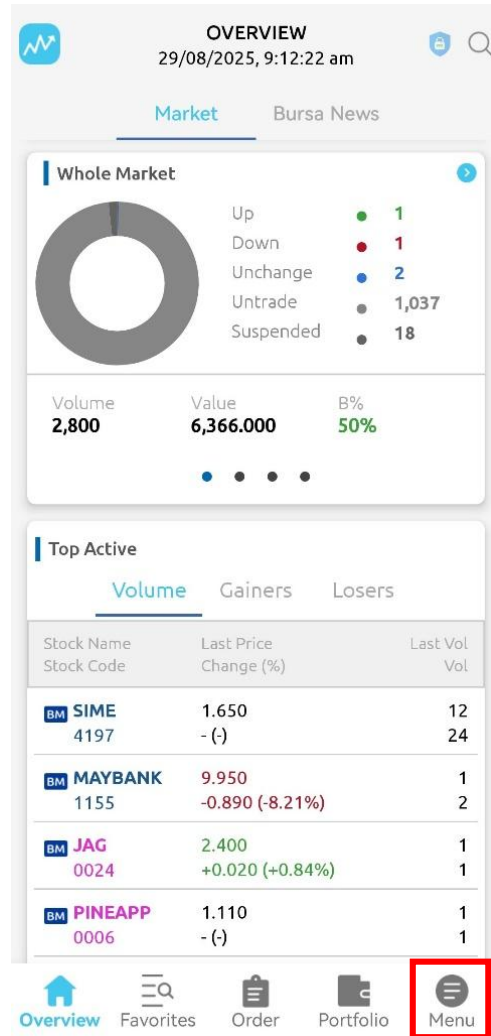 OVERVIEW
29/08/2025, 9:12:22 am
Market Bursa News
Whole Market
Up 1
Down 1
Unchange 2
Untrade 1,037
Suspended 18
Volume Value B%
2,800 6,366.000 50%
Top Active
Volume Gainers Losers
Stock Name Last Price Last Vol
Stock Code Change (%) Vol
BM SIME 1.650 12
4197 - (-) 24
BM MAYBANK 9.950 1
1155 -0.890 (-8.21%) 2
BM JAG 2.400 1
0024 +0.020 (+0.84%) 1
BM PINEAPP 1.110 1
0006 - (-) 1
Overview Favorites Order Portfolio Menu